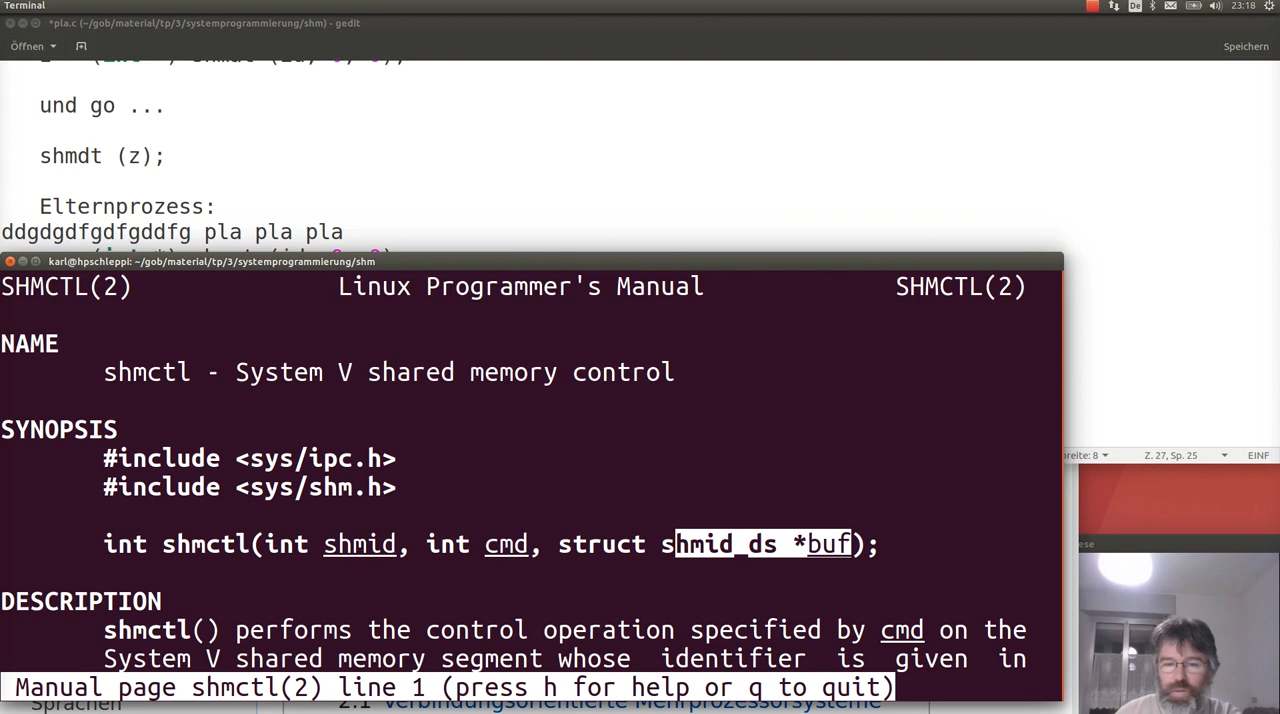 Terminal
De
23:18
*pla.c (~/gob/material/tp/3/systemprogrammierung/shm) - gedit
Öffnen
Speichern
und go ...
shmdt (z);
Elternprozess:
ddgdgdfgdfgddfg pla pla pla
karl@hpschleppi: ~/gob/material/tp/3/systemprogrammierung/shm
SHMCTL(2) Linux Programmer's Manual SHMCTL(2)
NAME
shmctl - System V shared memory control
SYNOPSIS
#include <sys/ipc.h>
#include <sys/shm.h>
int shmctl(int shmid, int cmd, struct shmid_ds *buf);
DESCRIPTION
shmctl() performs the control operation specified by cmd on the
System V shared memory segment whose identifier is given in
Manual page shmctl(2) line 1 (press h for help or q to quit)
breite: 8
Z. 27, Sp. 25
EINF
Sprachen
2.1 Verbindungsorientierte Mehrprozessorsysteme